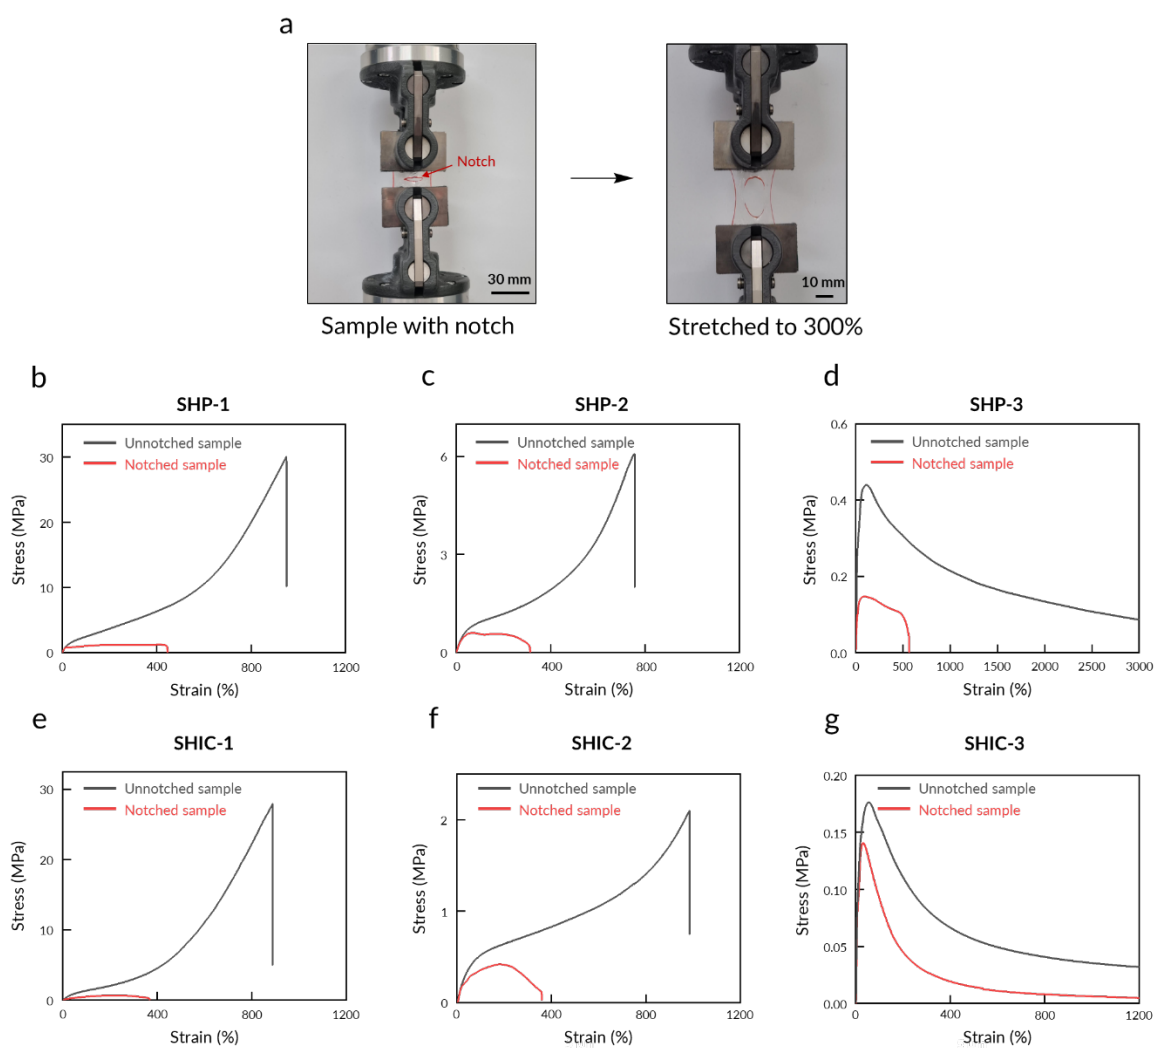 a
Notch
30 mm
10 mm
Sample with notch
Stretched to 300%
b
SHP-1
Unnotched sample
Notched sample
Stress (MPa)
30
20
10
0
0 400 800 1200
Strain (%)
c
SHP-2
Unnotched sample
Notched sample
Stress (MPa)
6
3
0
0 400 800 1200
Strain (%)
d
SHP-3
Unnotched sample
Notched sample
Stress (MPa)
0.6
0.4
0.2
0.0
0 500 1000 1500 2000 2500 3000
Strain (%)
e
SHIC-1
Unnotched sample
Notched sample
Stress (MPa)
30
20
10
0
0 400 800 1200
Strain (%)
f
SHIC-2
Unnotched sample
Notched sample
Stress (MPa)
2
1
0
0 400 800 1200
Strain (%)
g
SHIC-3
Unnotched sample
Notched sample
Stress (MPa)
0.20
0.15
0.10
0.05
0.00
0 400 800 1200
Strain (%)